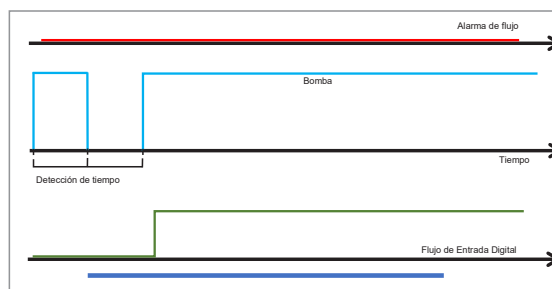 Alarma de flujo
Bomba
Tiempo
Detección de tiempo
Flujo de Entrada Digital